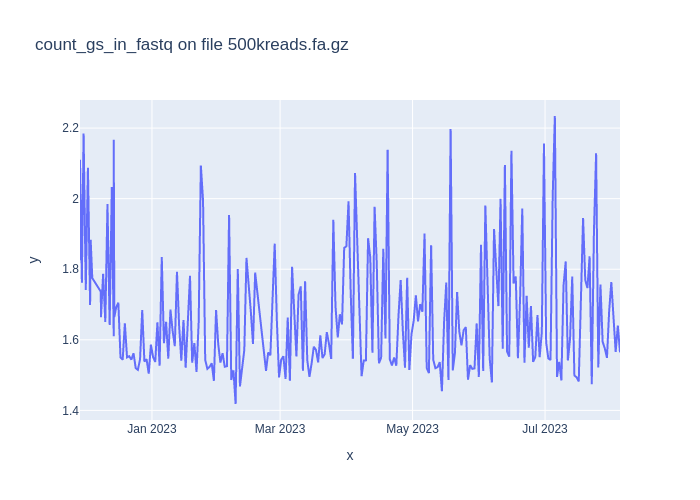 count_gs_in_fastq on file 500kreads.fa.gz
2.2
2
1.8
1.6
1.4
y
Jan 2023
Mar 2023
May 2023
Jul 2023
x